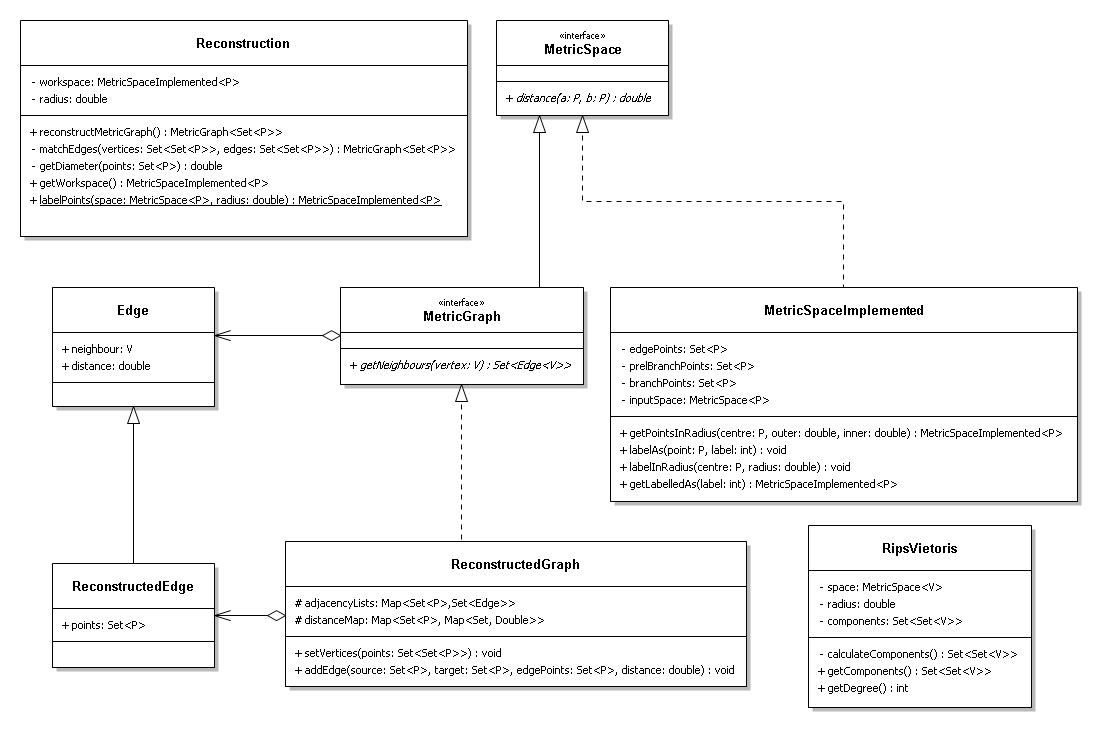 Reconstruction
- workspace: MetricSpaceImplemented<P>
- radius: double
+ reconstructMetricGraph() : MetricGraph<Set<P>>
- matchEdges(vertices: Set<Set<P>>, edges: Set<Set<P>>) : MetricGraph<Set<P>>
- getDiameter(points: Set<P>) : double
+ getWorkspace() : MetricSpaceImplemented<P>
+ labelPoints(space: MetricSpace<P>, radius: double) : MetricSpaceImplemented<P>
«interface»
MetricSpace
+ distance(a: P, b: P) : double
Edge
+ neighbour: V
+ distance: double
«interface»
MetricGraph
+ getNeighbours(vertex: V) : Set<Edge<V>>
MetricSpaceImplemented
- edgePoints: Set<P>
- prelBranchPoints: Set<P>
- branchPoints: Set<P>
- inputSpace: MetricSpace<P>
+ getPointsInRadius(centre: P, outer: double, inner: double) : MetricSpaceImplemented<P>
+ labelAs(point: P, label: int) : void
+ labelInRadius(centre: P, radius: double) : void
+ getLabelledAs(label: int) : MetricSpaceImplemented<P>
ReconstructedEdge
+ points: Set<P>
ReconstructedGraph
# adjacencyLists: Map<Set<P>,Set<Edge>>
# distanceMap: Map<Set<P>, Map<Set, Double>>
+ setVertices(points: Set<Set<P>>) : void
+ addEdge(source: Set<P>, target: Set<P>, edgePoints: Set<P>, distance: double) : void
RipsVietoris
- space: MetricSpace<V>
- radius: double
- components: Set<Set<V>>
- calculateComponents() : Set<Set<V>>
+ getComponents() : Set<Set<V>>
+ getDegree() : int